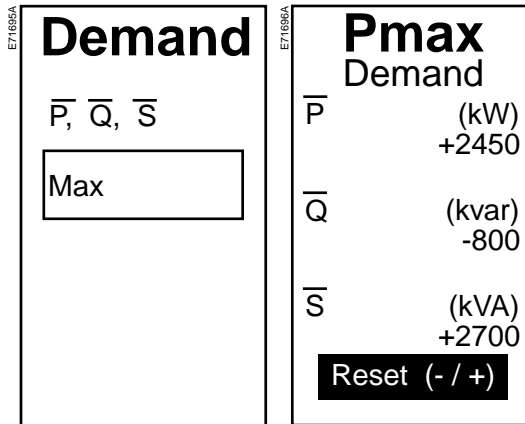 E71695A
Demand
P̅, Q̅, S̅
Max
E71696A
Pmax
Demand
P̅ (kW)
+2450
Q̅ (kvar)
-800
S̅ (kVA)
+2700
Reset (- / +)